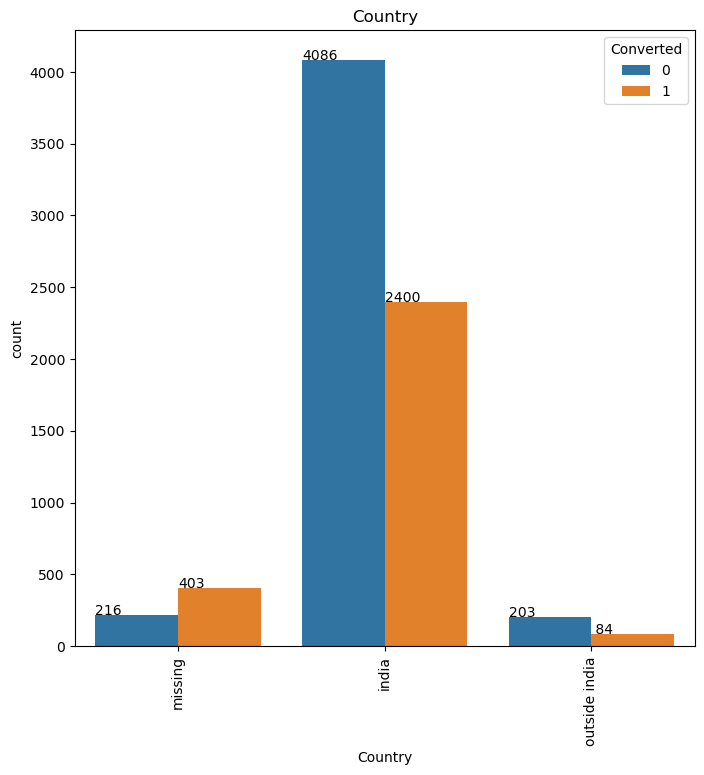 Country
4086
Converted
0
1
4000
3500
3000
2500
2400
2000
count
1500
1000
500
403
216
203
84
0
missing
india
outside india
Country